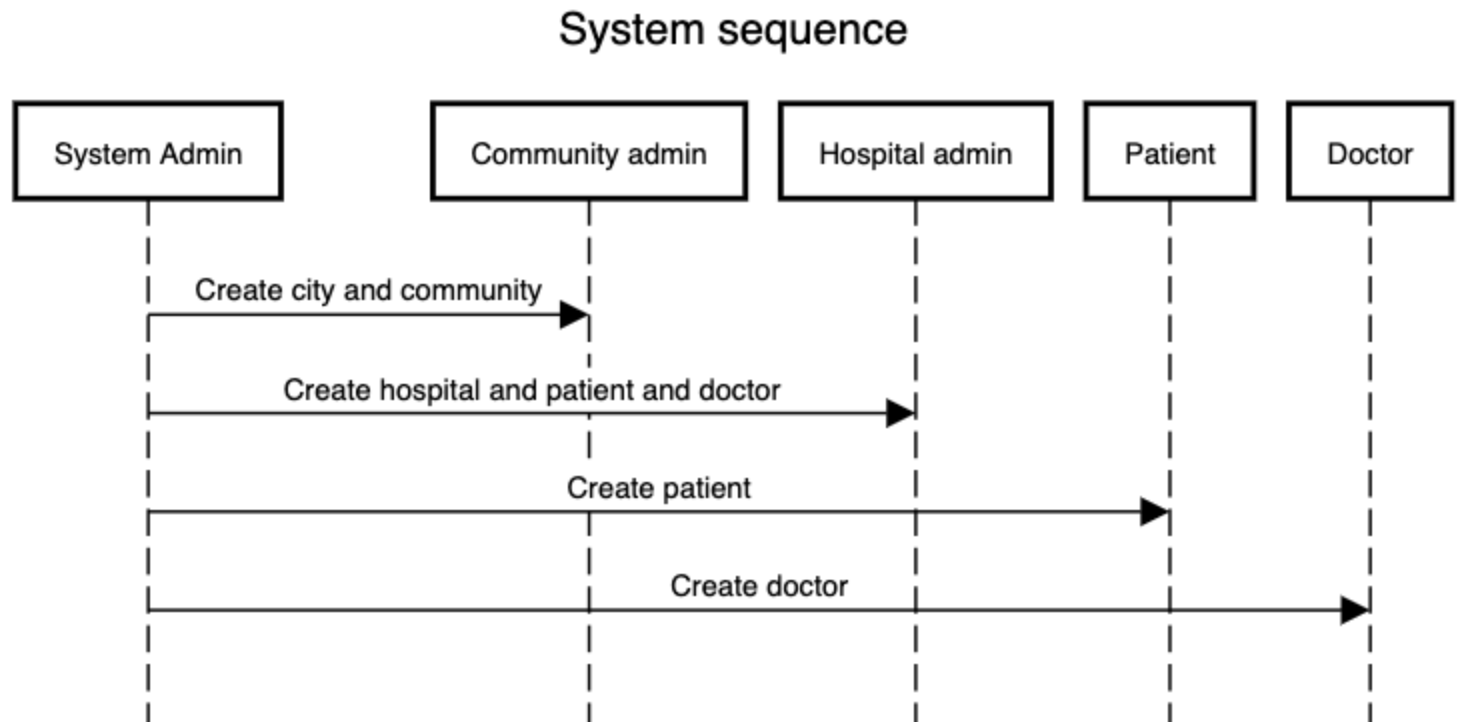 System sequence
System Admin
Community admin
Hospital admin
Patient
Doctor
Create city and community
Create hospital and patient and doctor
Create patient
Create doctor